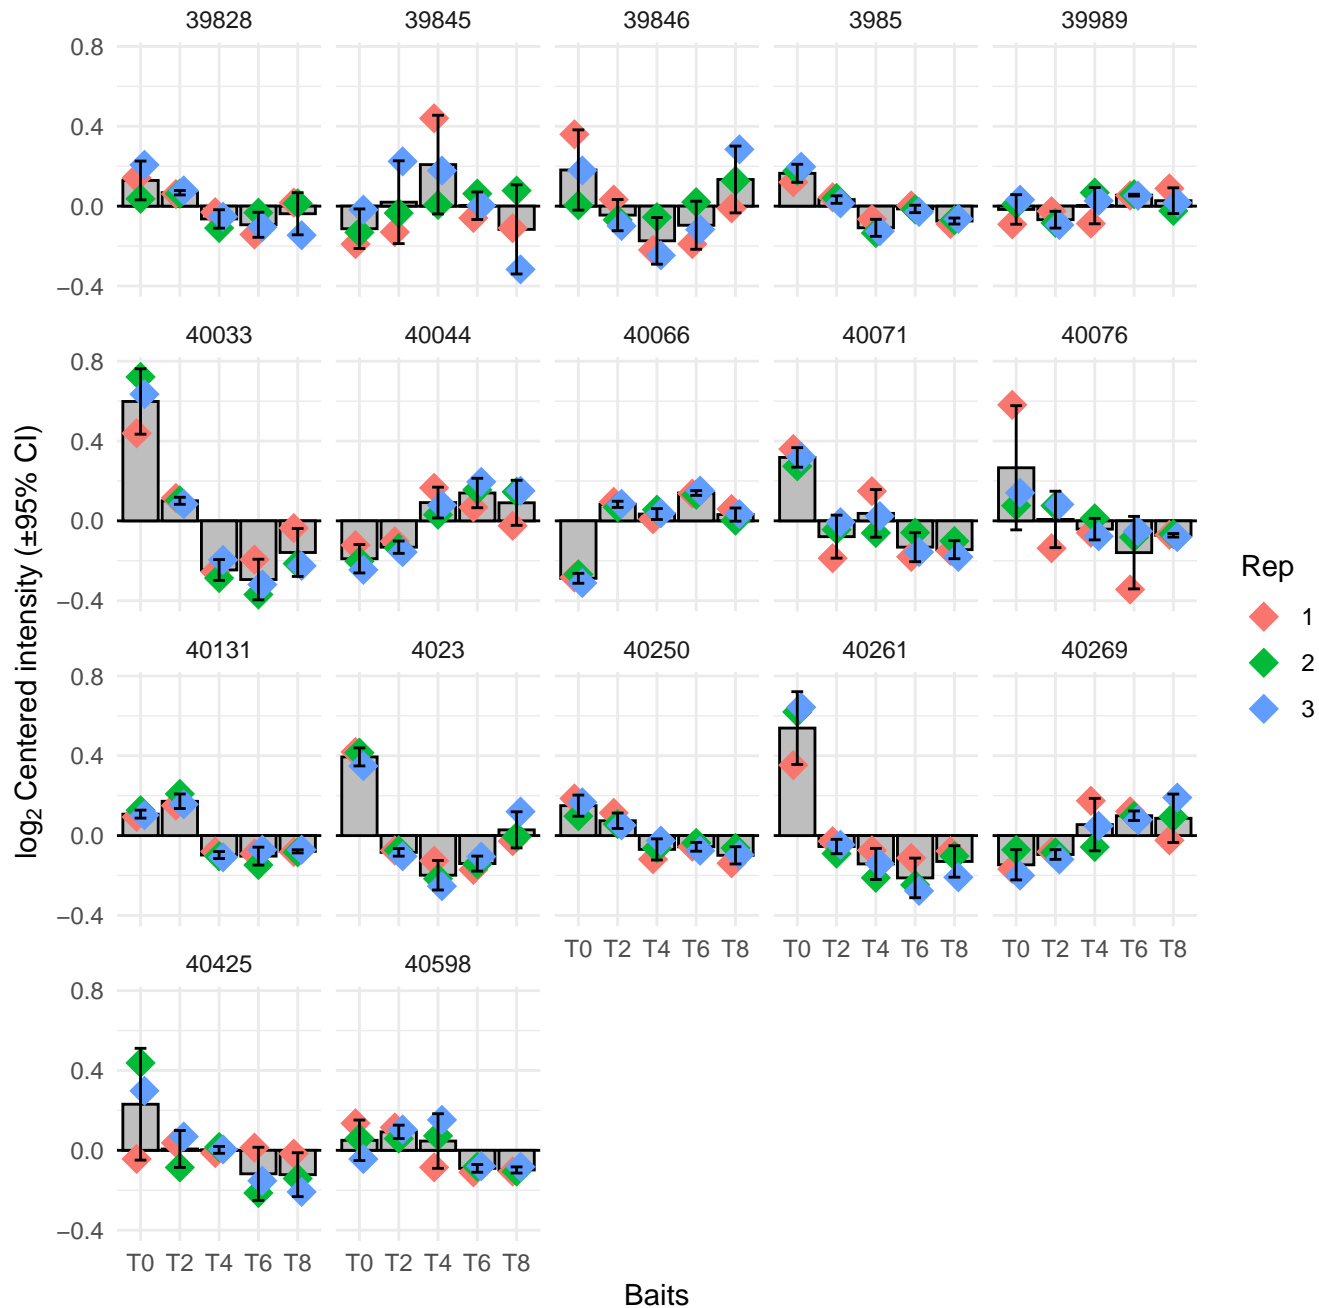 39828 39845 39846 3985 39989
0.8
0.4
0.0
−0.4
40033 40044 40066 40071 40076
0.8
0.4
0.0
−0.4
40131 4023 40250 40261 40269
0.8
0.4
0.0
−0.4
T0 T2 T4 T6 T8 T0 T2 T4 T6 T8 T0 T2 T4 T6 T8
40425 40598
0.8
0.4
0.0
−0.4
T0 T2 T4 T6 T8 T0 T2 T4 T6 T8
Baits
log₂ Centered intensity (±95% CI)
Rep
1
2
3